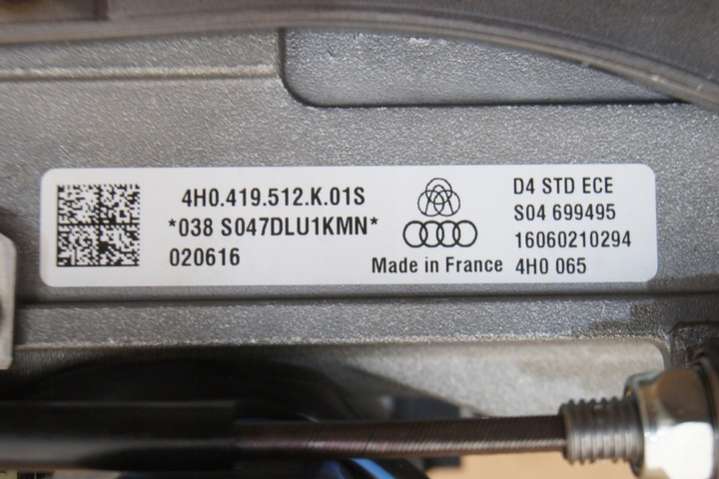 4H0.419.512.K.01S
*038 S047DLU1KMN*
020616
Made in France
D4 STD ECE
S04 699495
16060210294
4H0 065